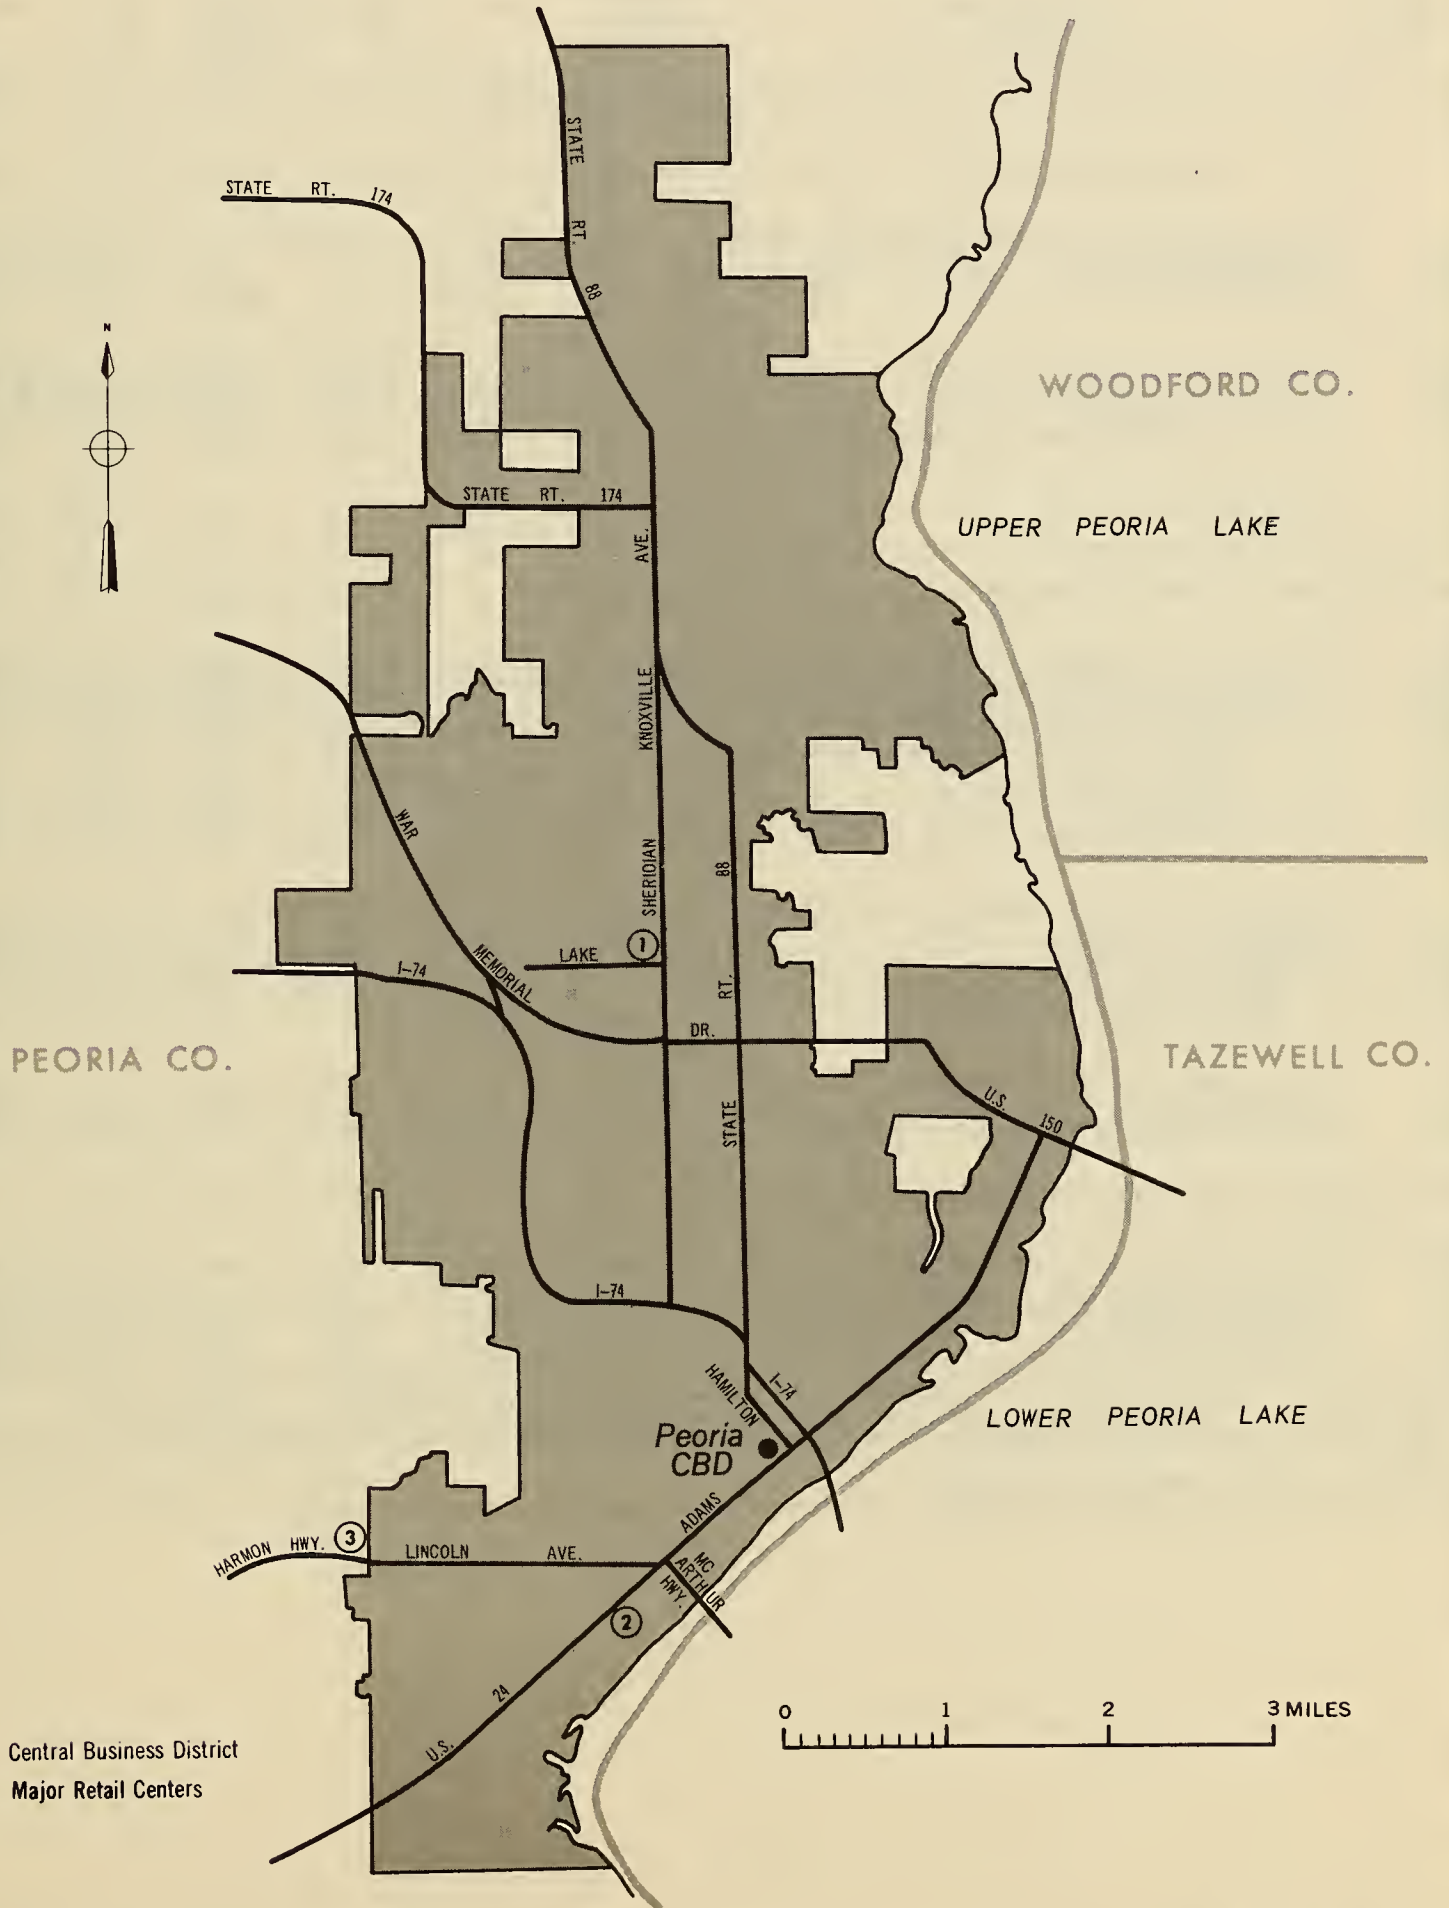 STATE RT. 88
STATE RT. 174
N
WOODFORD CO.
STATE RT. 174
UPPER PEORIA LAKE
AVE.
KNOXVILLE
WAR
MEMORIAL
DR.
SHERIDIAN
88
RT.
STATE
1
LAKE
I-74
PEORIA CO.
TAZEWELL CO.
U.S. 150
I-74
HAMILTON
I-74
Peoria
CBD
LOWER PEORIA LAKE
ADAMS
HARMON HWY.
3
LINCOLN AVE.
MC
ARTHUR
HWY.
2
U.S. 24
0 1 2 3 MILES
Central Business District
Major Retail Centers